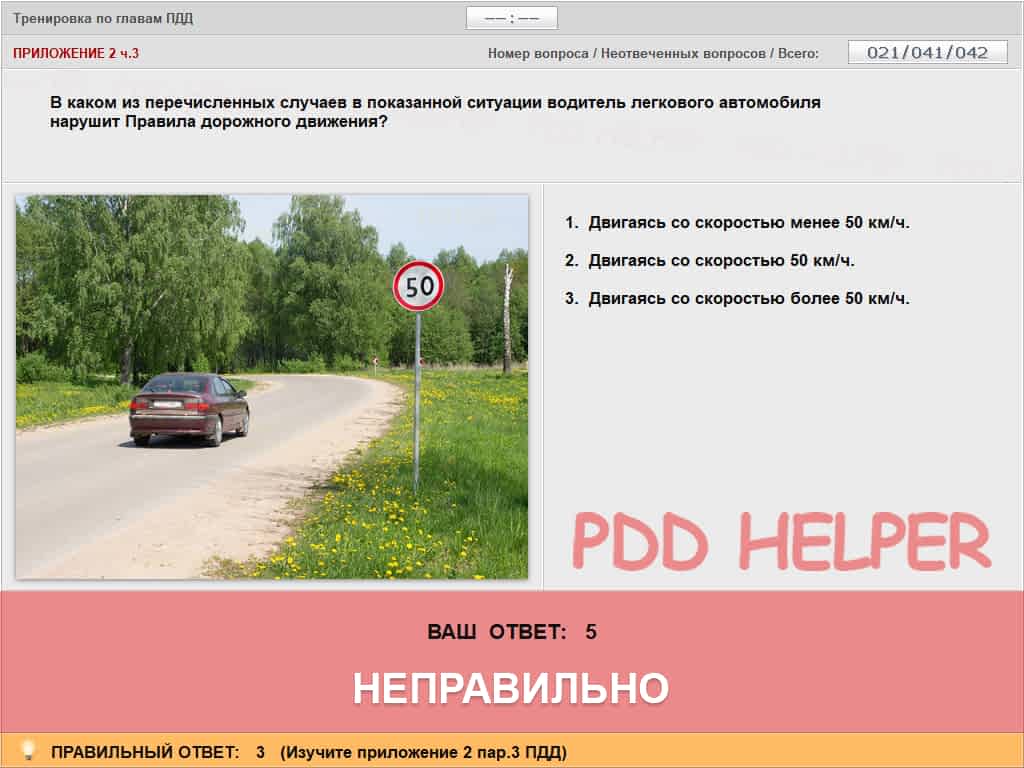 Тренировка по главам ПДД
–– : ––
ПРИЛОЖЕНИЕ 2 ч.3
Номер вопроса / Неотвеченных вопросов / Всего:
021/041/042
В каком из перечисленных случаев в показанной ситуации водитель легкового автомобиля
нарушит Правила дорожного движения?
50
1. Двигаясь со скоростью менее 50 км/ч.
2. Двигаясь со скоростью 50 км/ч.
3. Двигаясь со скоростью более 50 км/ч.
PDD HELPER
ВАШ ОТВЕТ: 5
НЕПРАВИЛЬНО
ПРАВИЛЬНЫЙ ОТВЕТ: 3 (Изучите приложение 2 пар.3 ПДД)